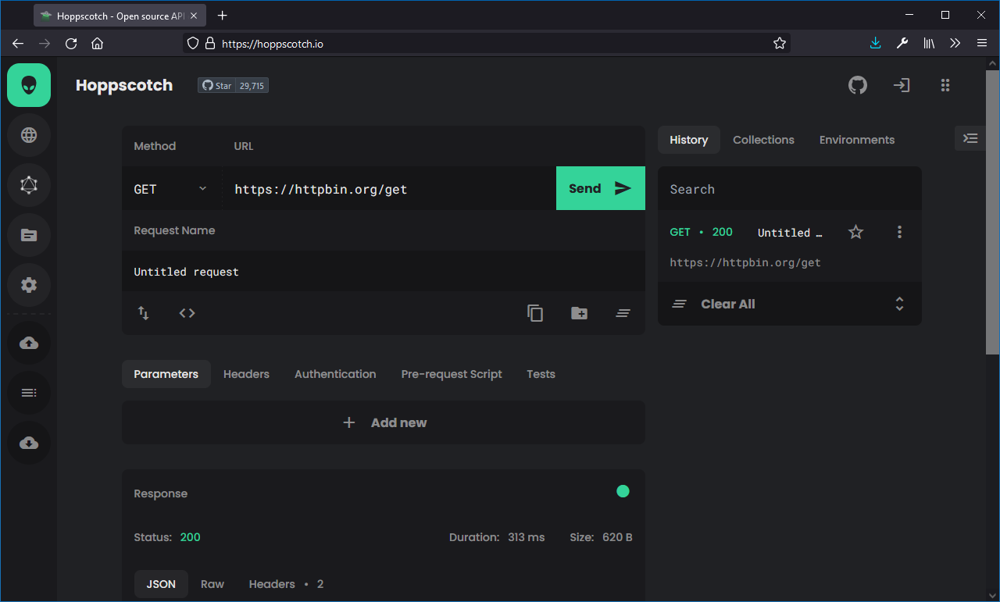 Hoppscotch - Open source API
https://hoppscotch.io
Hoppscotch
Star 29,715
Method URL
GET https://httpbin.org/get Send
Request Name
Untitled request
Parameters Headers Authentication Pre-request Script Tests
Add new
Response
Status: 200 Duration: 313 ms Size: 620 B
JSON Raw Headers • 2
History Collections Environments
Search
GET • 200 Untitled …
https://httpbin.org/get
Clear All